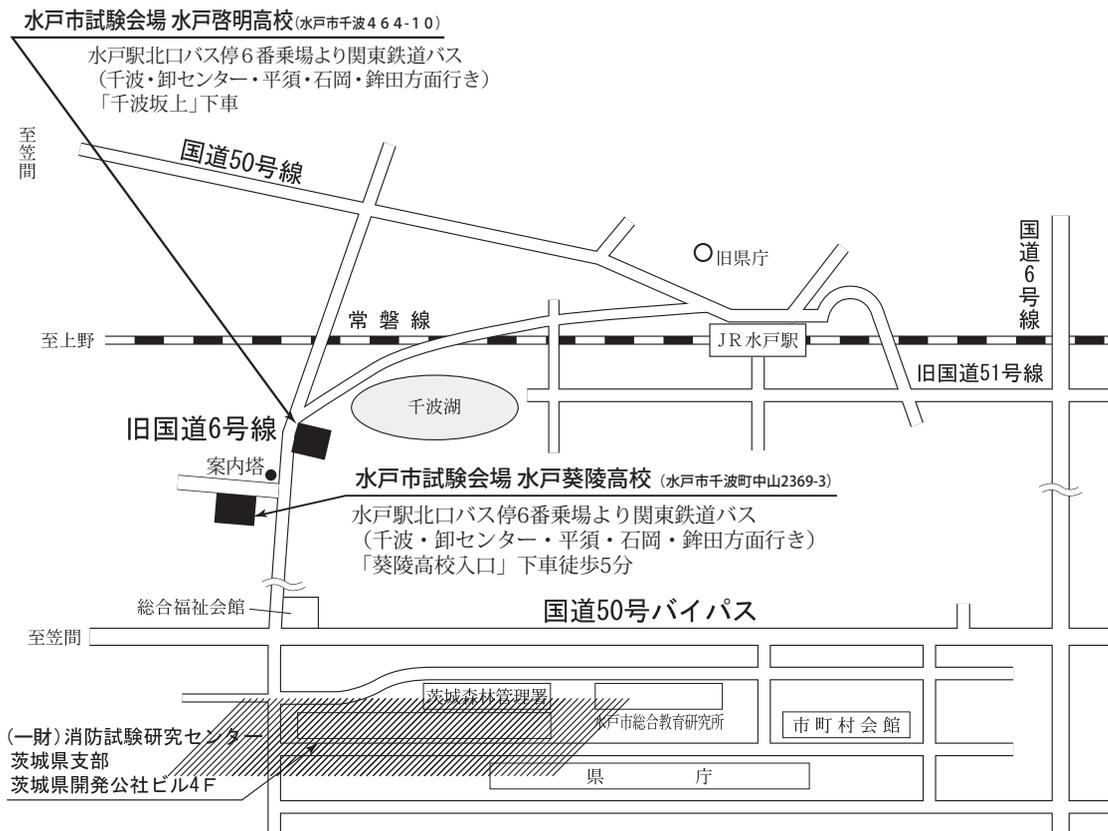 水戸市試験会場 水戸啓明高校(水戸市千波464-10)
水戸駅北口バス停６番乗場より関東鉄道バス
（千波・卸センター・平須・石岡・鉾田方面行き）
「千波坂上」下車
至笠間
国道50号線
旧県庁
国道6号線
常磐線
至上野
JR水戸駅
旧国道51号線
千波湖
旧国道6号線
案内塔
水戸市試験会場 水戸葵陵高校（水戸市千波町中山2369-3）
水戸駅北口バス停6番乗場より関東鉄道バス
（千波・卸センター・平須・石岡・鉾田方面行き）
「葵陵高校入口」下車徒歩5分
総合福祉会館
国道50号バイパス
至笠間
茨城森林管理署
水戸市総合教育研究所
市町村会館
(一財)消防試験研究センター
茨城県支部
茨城県開発公社ビル4F
県庁